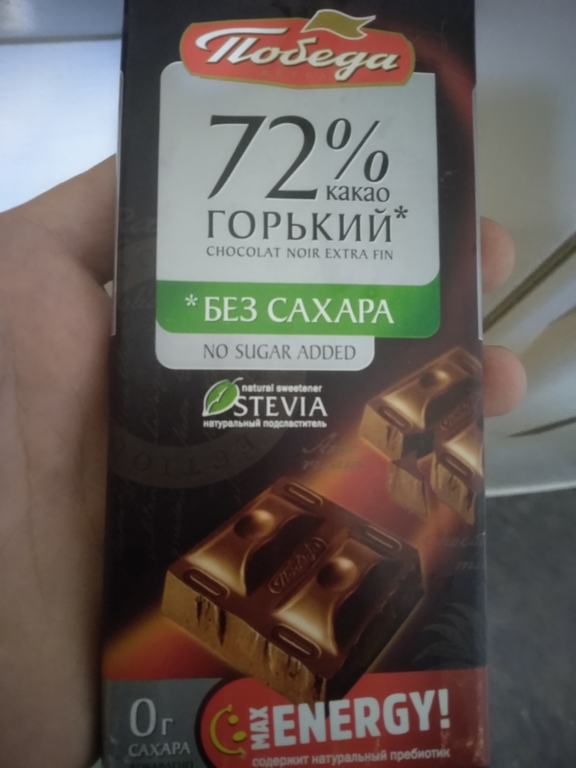 Победа
72%
какао
ГОРЬКИЙ*
CHOCOLAT NOIR EXTRA FIN
*БЕЗ САХАРА
NO SUGAR ADDED
natural sweetener
STEVIA
натуральный подсластитель
0г
САХАРА
MAX ENERGY!
содержит натуральный пребиотик